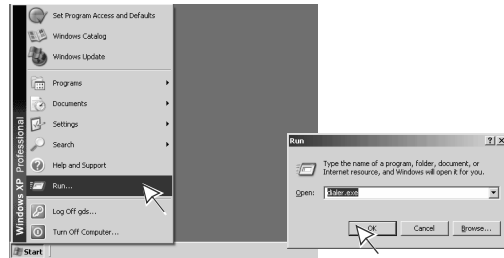 Set Program Access and Defaults
Windows Catalog
Windows Update
Programs
Documents
Settings
Search
Help and Support
Run...
Log Off gds...
Turn Off Computer...
Windows XP Professional
Start
Run
Type the name of a program, folder, document, or
Internet resource, and Windows will open it for you.
Open: dialer.exe
OK Cancel Browse...